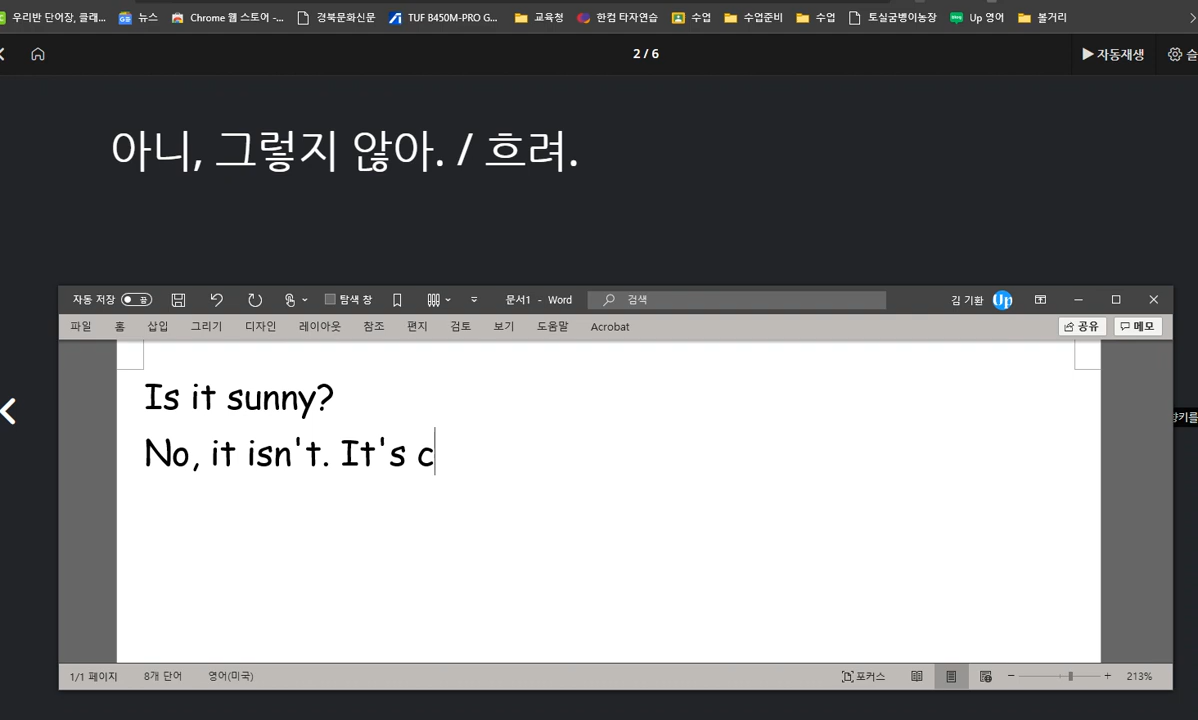 우리반 단어장, 클래... 뉴스 Chrome 웹 스토어 -... 경북문화신문 TUF B450M-PRO G... 교육청 한컴 타자연습 수업 수업준비 수업 토실굼벵이농장 Up 영어 볼거리
2 / 6 ▶자동재생 슬
아니, 그렇지 않아. / 흐려.
자동 저장 끔 탐색 창 문서1 - Word 검색 김 기환 Up
파일 홈 삽입 그리기 디자인 레이아웃 참조 편지 검토 보기 도움말 Acrobat 공유 메모
Is it sunny?
향키를
No, it isn't. It's c
1/1 페이지 8개 단어 영어(미국) 포커스 213%